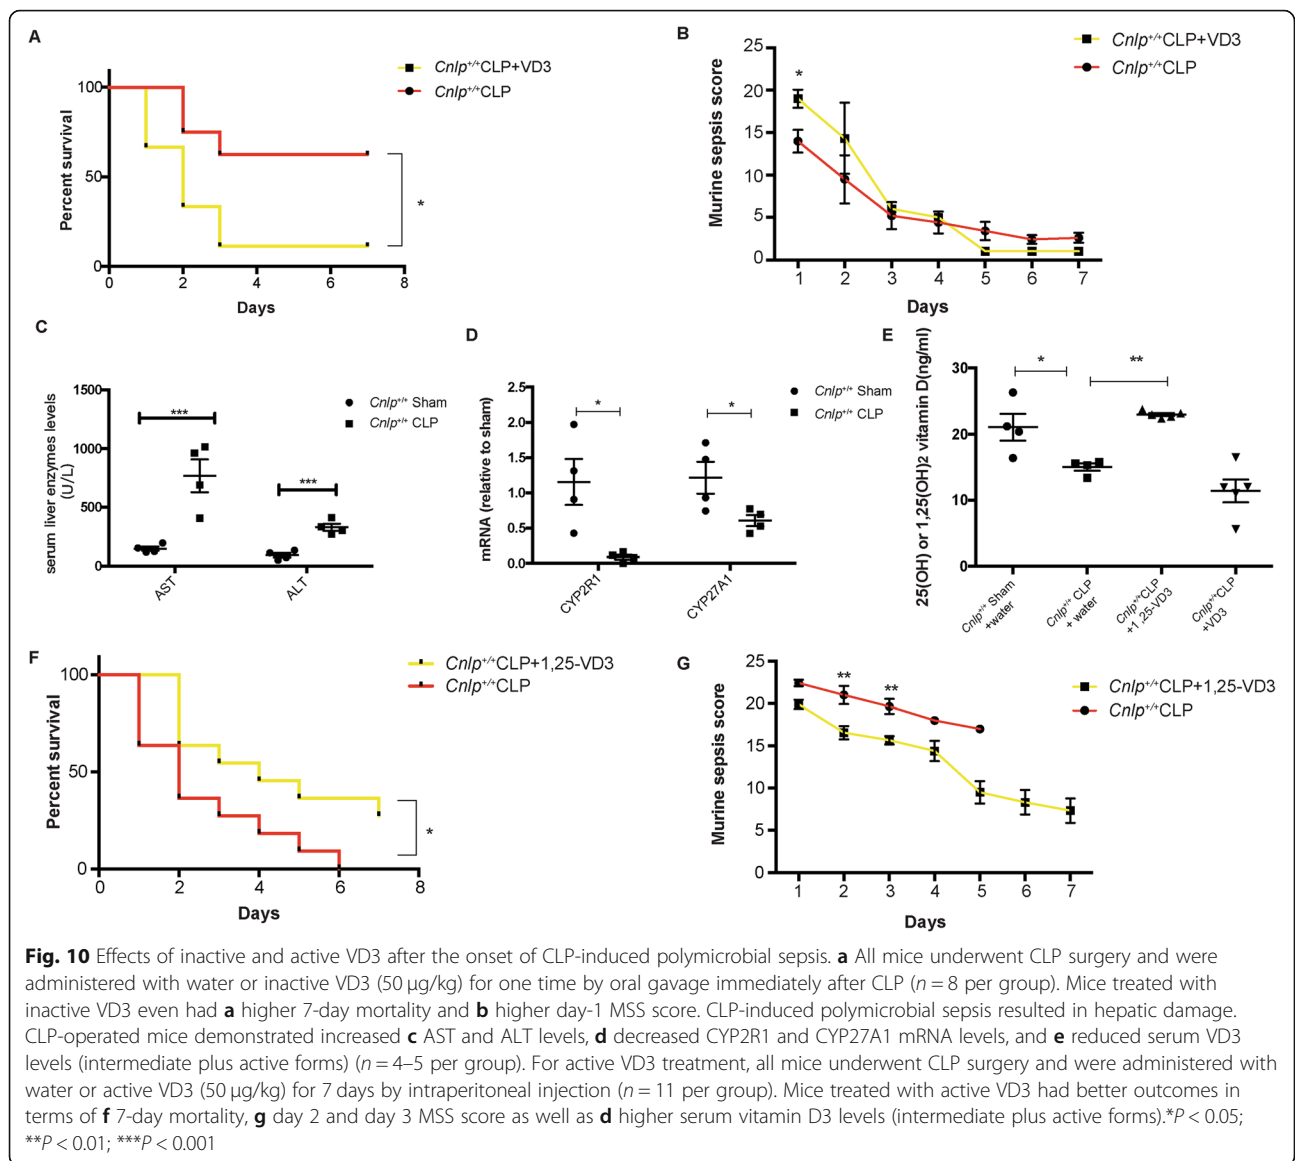 A
Cnlp+/+CLP+VD3
Cnlp+/+CLP
100
50
0
Percent survival
0 2 4 6 8
Days
*
B
Cnlp+/+CLP+VD3
Cnlp+/+CLP
25
20
15
10
5
0
Murine sepsis score
*
1 2 3 4 5 6 7
Days
C
serum liver enzymes levels
(U/L)
1500
1000
500
0
***
***
AST
ALT
Cnlp+/+ Sham
Cnlp+/+ CLP
D
mRNA (relative to sham)
2.5
2.0
1.5
1.0
0.5
0.0
*
*
CYP2R1
CYP27A1
Cnlp+/+ Sham
Cnlp+/+ CLP
E
25(OH) or 1,25(OH)2 vitamin D(ng/ml)
30
20
10
0
*
**
Cnlp+/+ Sham
+water
Cnlp+/+ CLP
+ water
Cnlp+/+CLP
+1,25-VD3
Cnlp+/+CLP
+VD3
F
Cnlp+/+CLP+1,25-VD3
Cnlp+/+CLP
100
50
0
Percent survival
0 2 4 6 8
Days
*
G
Cnlp+/+CLP+1,25-VD3
Cnlp+/+CLP
25
20
15
10
5
0
Murine sepsis score
**
**
1 2 3 4 5 6 7
Days
Fig. 10 Effects of inactive and active VD3 after the onset of CLP-induced polymicrobial sepsis. a All mice underwent CLP surgery and were
administered with water or inactive VD3 (50 μg/kg) for one time by oral gavage immediately after CLP (n = 8 per group). Mice treated with
inactive VD3 even had a higher 7-day mortality and b higher day-1 MSS score. CLP-induced polymicrobial sepsis resulted in hepatic damage.
CLP-operated mice demonstrated increased c AST and ALT levels, d decreased CYP2R1 and CYP27A1 mRNA levels, and e reduced serum VD3
levels (intermediate plus active forms) (n = 4–5 per group). For active VD3 treatment, all mice underwent CLP surgery and were administered with
water or active VD3 (50 μg/kg) for 7 days by intraperitoneal injection (n = 11 per group). Mice treated with active VD3 had better outcomes in
terms of f 7-day mortality, g day 2 and day 3 MSS score as well as d higher serum vitamin D3 levels (intermediate plus active forms).*P < 0.05;
**P < 0.01; ***P < 0.001